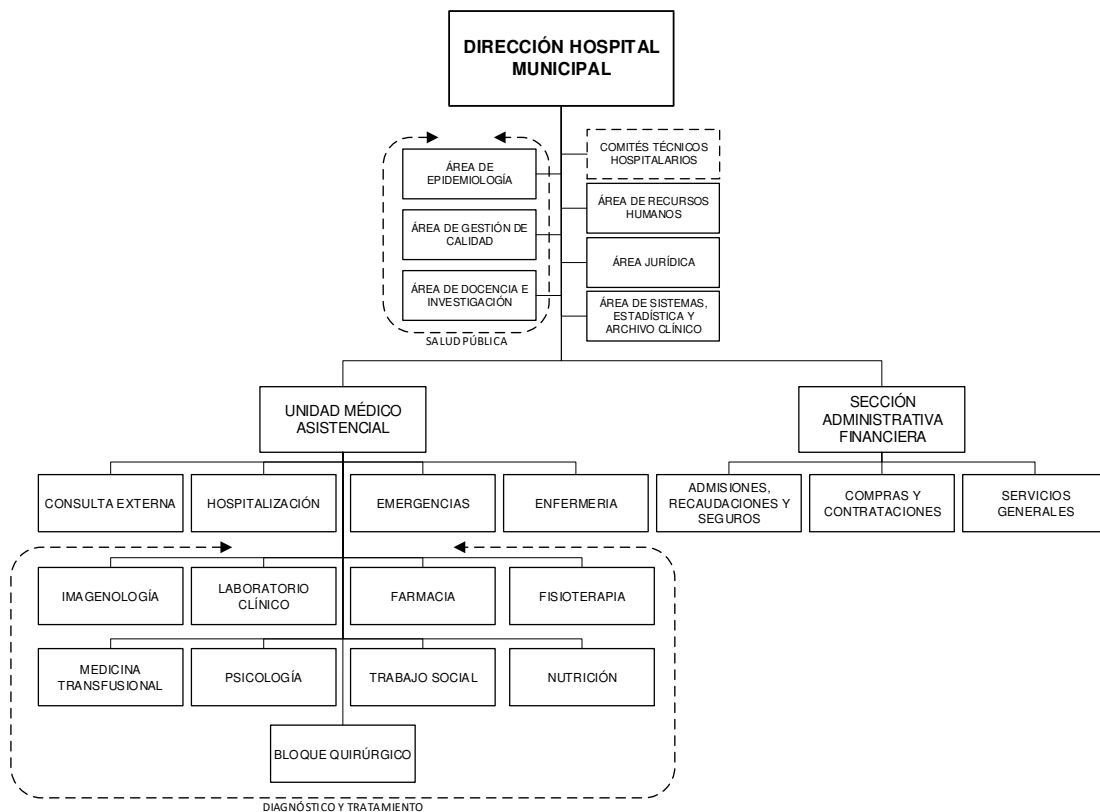 DIRECCIÓN HOSPITAL
MUNICIPAL
COMITÉS TÉCNICOS
HOSPITALARIOS
ÁREA DE
EPIDEMIOLOGÍA
ÁREA DE RECURSOS
HUMANOS
ÁREA DE GESTIÓN DE
CALIDAD
ÁREA JURÍDICA
ÁREA DE DOCENCIA E
INVESTIGACIÓN
ÁREA DE SISTEMAS,
ESTADÍSTICA Y
ARCHIVO CLÍNICO
SALUD PÚBLICA
UNIDAD MÉDICO
ASISTENCIAL
SECCIÓN
ADMINISTRATIVA
FINANCIERA
CONSULTA EXTERNA
HOSPITALIZACIÓN
EMERGENCIAS
ENFERMERIA
ADMISIONES,
RECAUDACIONES Y
SEGUROS
COMPRAS Y
CONTRATACIONES
SERVICIOS
GENERALES
IMAGENOLOGÍA
LABORATORIO
CLÍNICO
FARMACIA
FISIOTERAPIA
MEDICINA
TRANSFUSIONAL
PSICOLOGÍA
TRABAJO SOCIAL
NUTRICIÓN
BLOQUE QUIRÚRGICO
DIAGNÓSTICO Y TRATAMIENTO